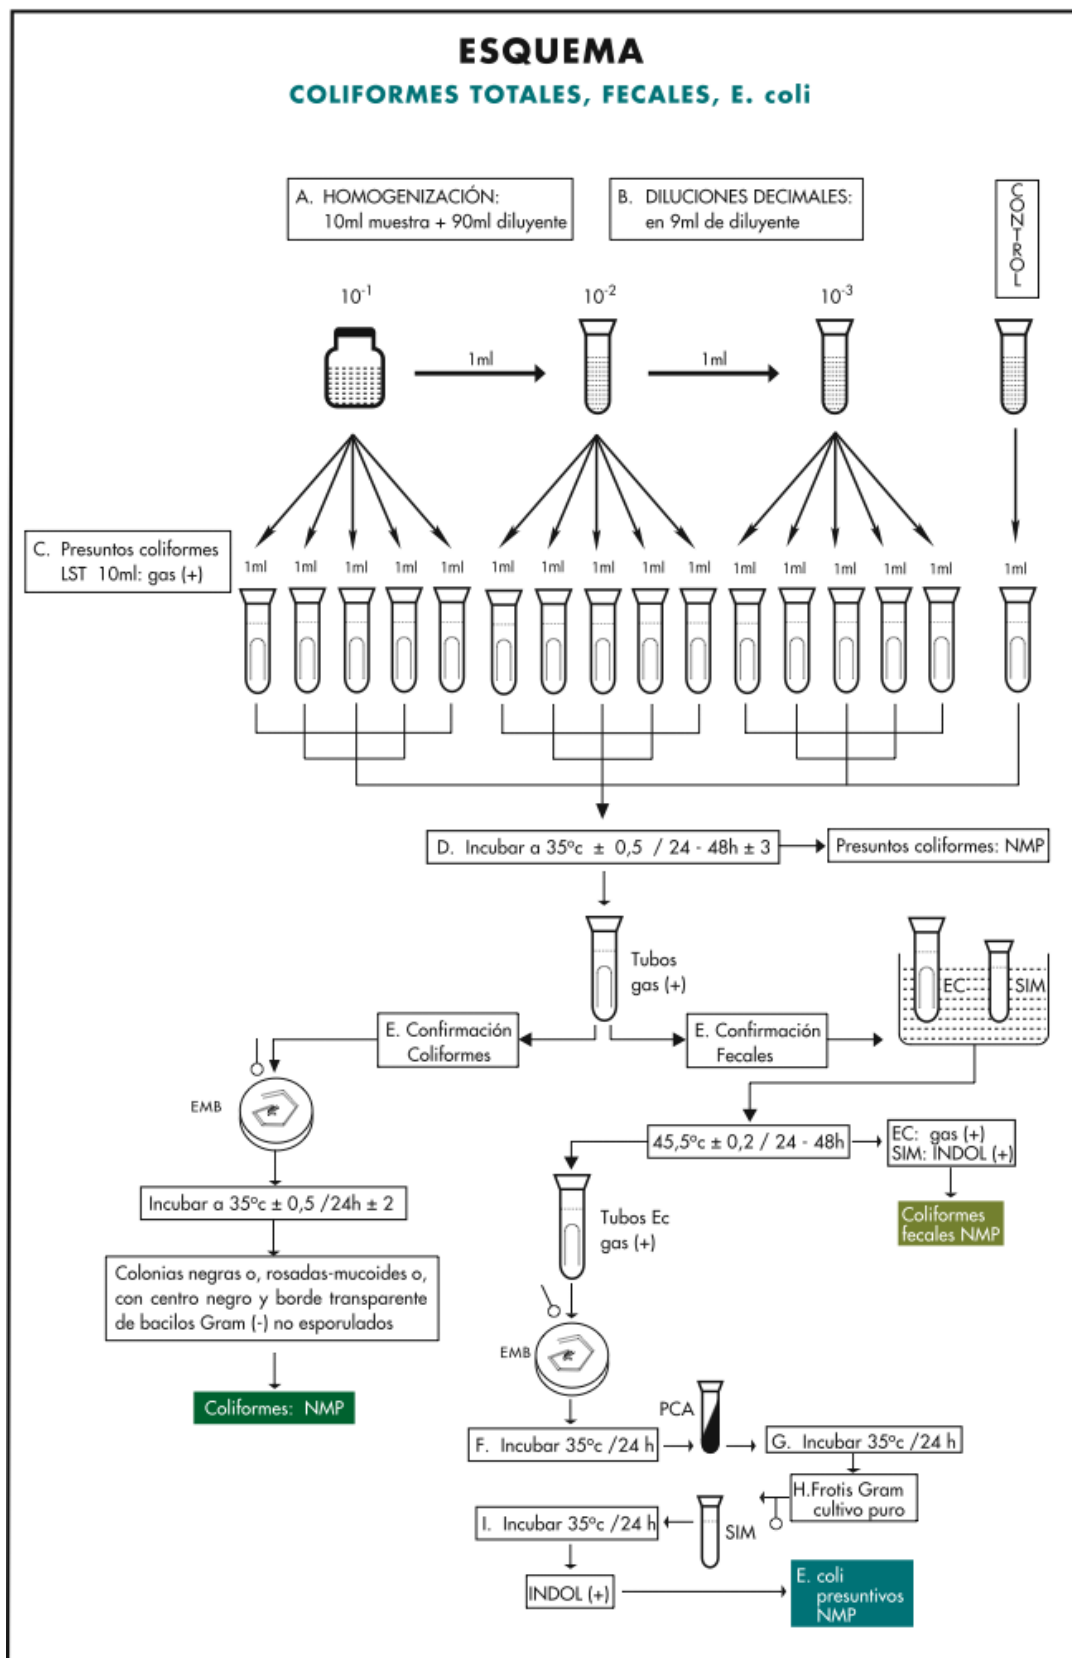 ESQUEMA
COLIFORMES TOTALES, FECALES, E. coli
A. HOMOGENIZACIÓN:
10ml muestra + 90ml diluyente
B. DILUCIONES DECIMALES:
en 9ml de diluyente
CONTROL
10-1
10-2
10-3
1ml
1ml
C. Presuntos coliformes
LST 10ml: gas (+)
1ml 1ml 1ml 1ml 1ml 1ml 1ml 1ml 1ml 1ml 1ml 1ml 1ml 1ml 1ml 1ml
D. Incubar a 35ºc ± 0,5 / 24 - 48h ± 3
Presuntos coliformes: NMP
Tubos
gas (+)
EC
SIM
E. Confirmación
Coliformes
E. Confirmación
Fecales
EMB
45,5ºc ± 0,2 / 24 - 48h
EC: gas (+)
SIM: INDOL (+)
Incubar a 35ºc ± 0,5 /24h ± 2
Coliformes
fecales NMP
Tubos Ec
gas (+)
Colonias negras o, rosadas-mucoides o,
con centro negro y borde transparente
de bacilos Gram (-) no esporulados
EMB
Coliformes: NMP
PCA
F. Incubar 35ºc /24 h
G. Incubar 35ºc /24 h
H.Frotis Gram
cultivo puro
I. Incubar 35ºc /24 h
SIM
INDOL (+)
E. coli
presuntivos
NMP